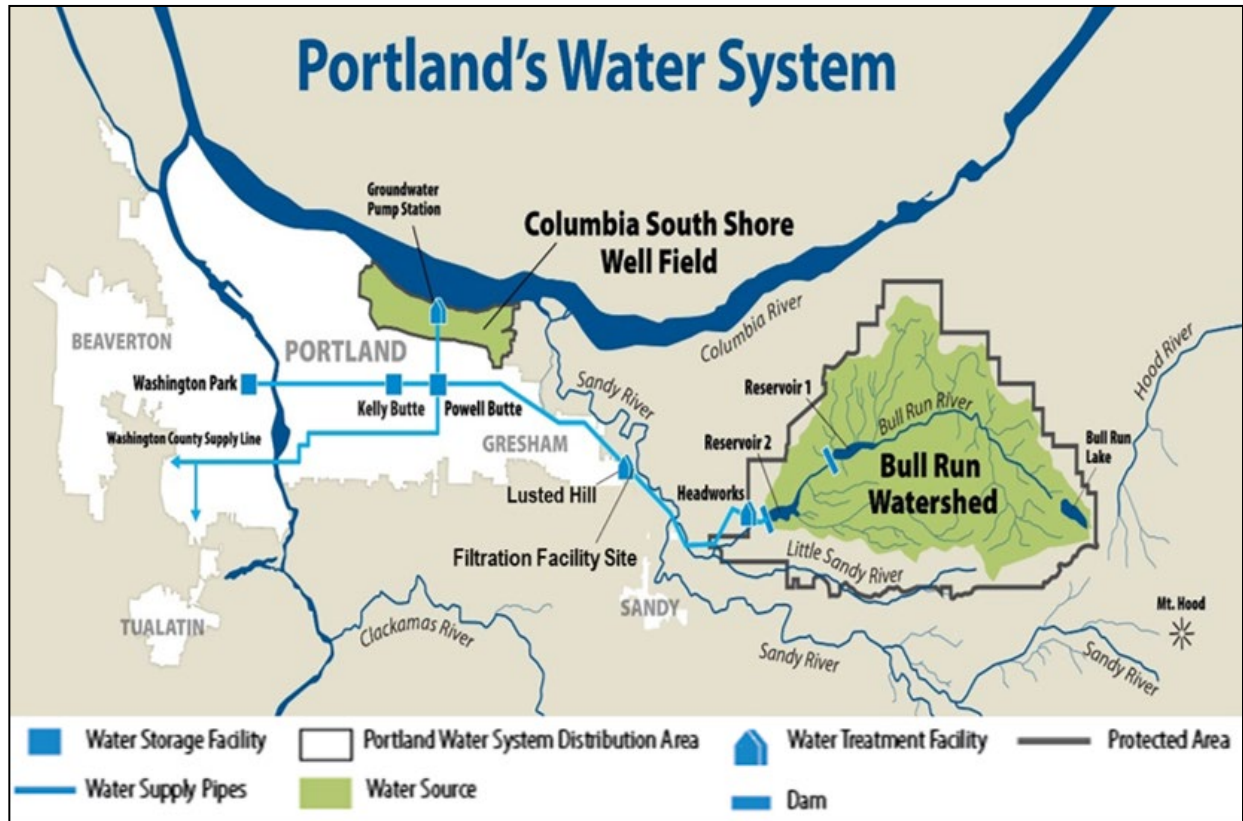 Portland's Water System
Groundwater
Pump Station
Columbia South Shore
Well Field
Columbia River
Hood River
BEAVERTON
PORTLAND
Washington Park
Kelly Butte
Powell Butte
Sandy River
Reservoir 1
Bull Run River
Washington County Supply Line
GRESHAM
Reservoir 2
Bull Run
Lake
Lusted Hill
Headworks
Bull Run
Watershed
Filtration Facility Site
Little Sandy River
SANDY
Mt. Hood
TUALATIN
Clackamas River
Sandy River
Sandy River
Water Storage Facility
Portland Water System Distribution Area
Water Treatment Facility
Protected Area
Water Supply Pipes
Water Source
Dam